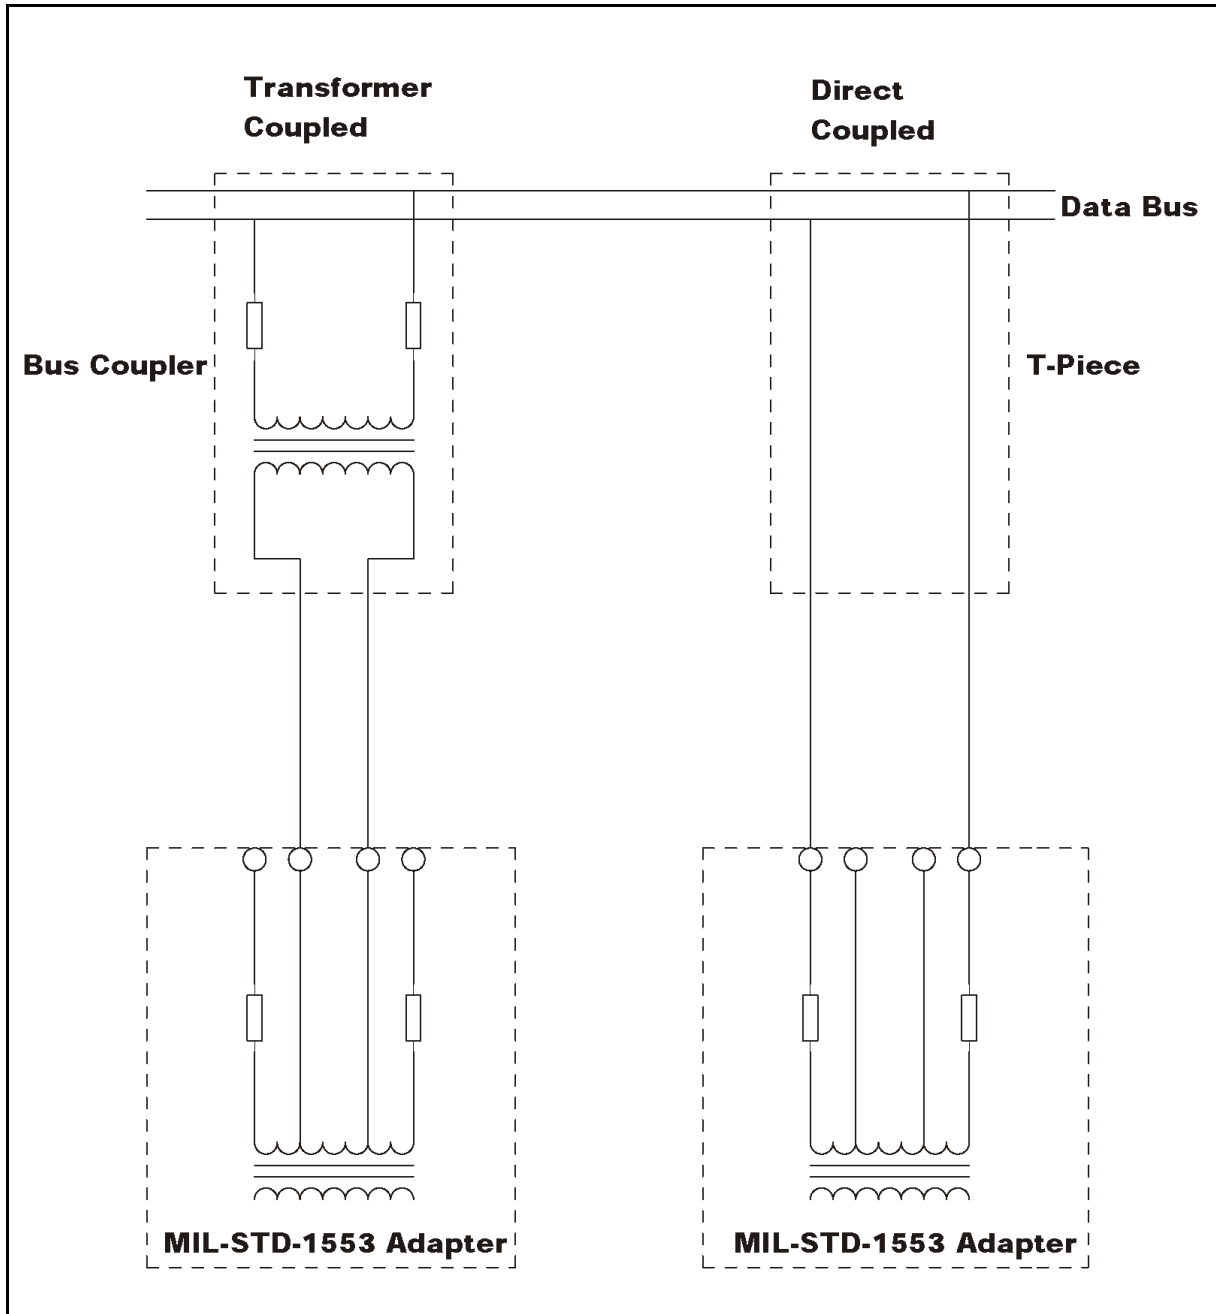 Transformer
Coupled
Direct
Coupled
Data Bus
Bus Coupler
T-Piece
MIL-STD-1553 Adapter
MIL-STD-1553 Adapter